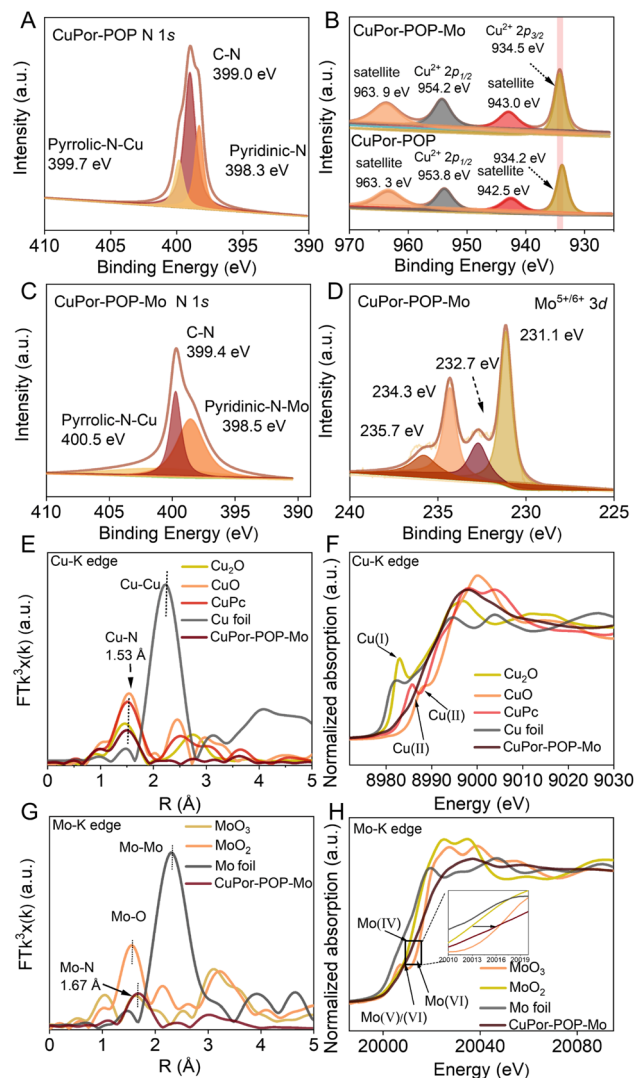 A
CuPor-POP N 1s
C-N
399.0 eV
Pyrrolic-N-Cu
399.7 eV
Pyridinic-N
398.3 eV
Intensity (a.u.)
410 405 400 395 390
Binding Energy (eV)
B
CuPor-POP-Mo
Cu²⁺ 2p3/2
934.5 eV
satellite
963. 9 eV
Cu²⁺ 2p1/2
954.2 eV
satellite
943.0 eV
CuPor-POP
satellite
963.3 eV
Cu²⁺ 2p1/2
953.8 eV
934.2 eV
satellite
942.5 eV
Intensity (a.u.)
970 960 950 940 930
Binding Energy (eV)
C
CuPor-POP-Mo N 1s
C-N
399.4 eV
Pyrrolic-N-Cu
400.5 eV
Pyridinic-N-Mo
398.5 eV
Intensity (a.u.)
410 405 400 395 390
Binding Energy (eV)
D
CuPor-POP-Mo
Mo⁵⁺/⁶⁺ 3d
231.1 eV
232.7 eV
234.3 eV
235.7 eV
Intensity (a.u.)
240 235 230 225
Binding Energy (eV)
E
Cu-K edge
Cu-Cu
Cu-N
1.53 Å
Cu₂O
CuO
CuPc
Cu foil
CuPor-POP-Mo
FTk³x(k) (a.u.)
0 1 2 3 4 5
R (Å)
F
Cu-K edge
Cu(I)
Cu(II)
Cu(II)
Cu₂O
CuO
CuPc
Cu foil
CuPor-POP-Mo
Normalized absorption (a.u.)
8980 8990 9000 9020 9030
Energy (eV)
G
Mo-K edge
Mo-Mo
Mo-O
Mo-N
1.67 Å
MoO₃
MoO₂
Mo foil
CuPor-POP-Mo
FTk³x(k) (a.u.)
0 1 2 3 4 5
R (Å)
H
Mo-K edge
Mo(IV)
20010 20013 20016 20019
Mo(VI)
Mo(V)/(VI)
MoO₃
MoO₂
Mo foil
CuPor-POP-Mo
Normalized absorption (a.u.)
20000 20040 20080
Energy (eV)